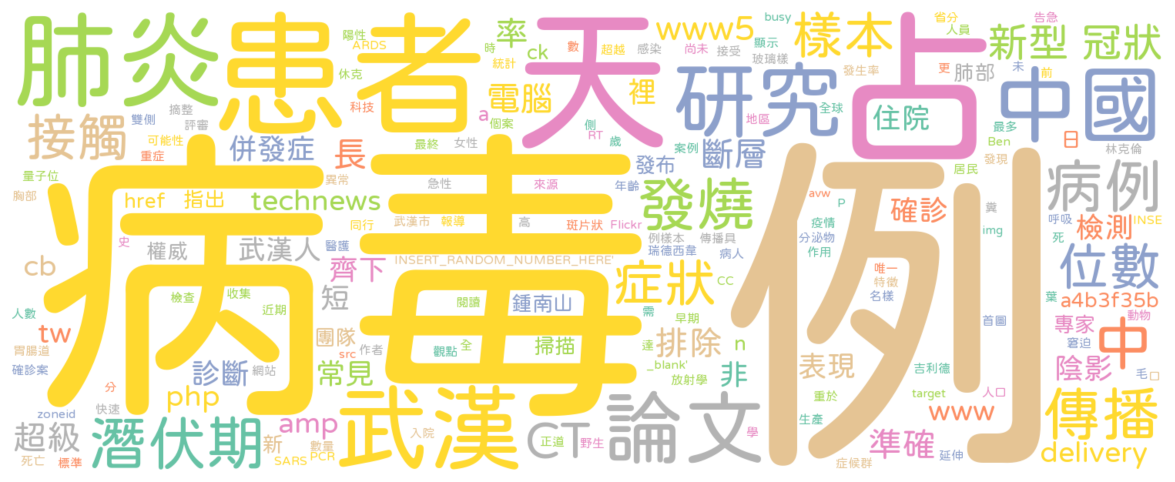 肺炎
患者
天
占
病毒
例
研究
中國
www5
樣本
新型
冠狀
busy
省分
告急
人員
陽性
ARDS
率
ck
時
統計
數
超越
感染
尚未
接受
顯示
玻璃樣
發生率
更
肺部
未
前
休克
科技
電腦
a
個案
裡
地區
全球
住院
最多
Ben
林克倫
接觸
摘整
評審
雙側
可能性
重症
併發症
長
最終
女性
側
RT
歲
發布
斷層
案例
日
發現
居民
量子位
胸部
異常
急性
來源
年齡
發燒
avw
P
確診
糞
病例
呼吸
INSE
href
指出
technews
同行
武漢市
報導
高
斑片狀
Flickr
例樣本
傳播具
疫情
分泌物
作用
img
死
檢測
史
權威
武漢人
醫護
瑞德西韋
病人
位數
cb
齊下
INSERT_RANDOM_NUMBER_HERE'
症狀
cc
唯一
特徵
名樣
檢查
收集
近期
短
閱讀
鍾南山
需
早期
葉
a4b3f35b
動物
人數
tw
團隊
src
作者
觀點
全
掃描
達
排除
n
首圖
專家
窘迫
中
胃腸道
確診案
診斷
網站
常見
_blank'
放射學
非
表現
吉利德
陰影
毛
口
分
php
重於
target
人口
zoneid
快速
amp
武漢
論文
CT
生產
www
傳播
超級
潛伏期
新
數量
入院
正道
野生
學
準確
延伸
delivery
死亡
標準
SARS
PCR
症候群